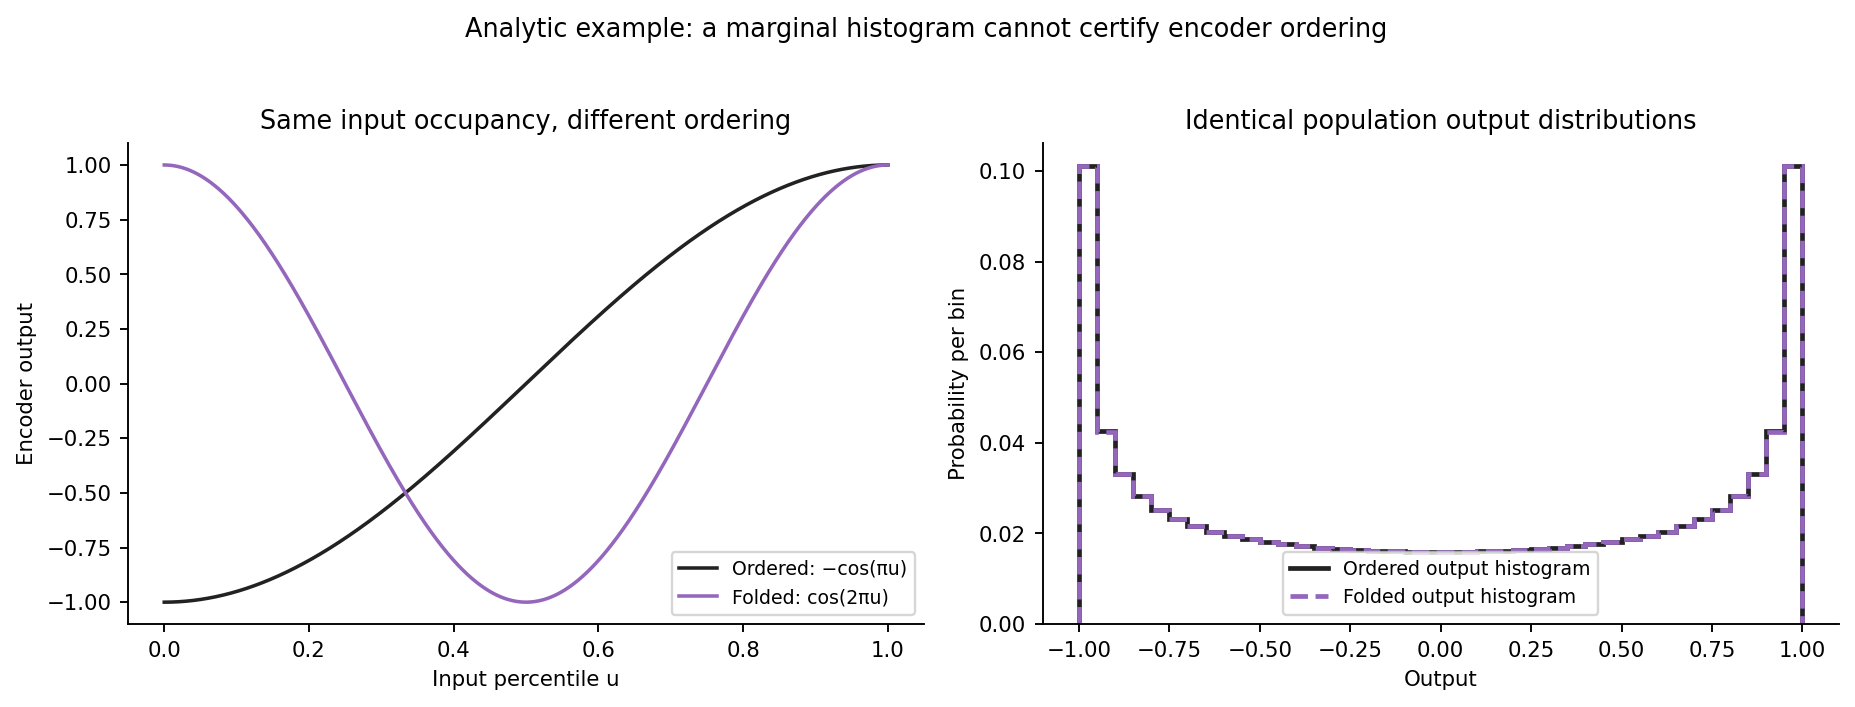 Analytic example: a marginal histogram cannot certify encoder ordering
Same input occupancy, different ordering
Encoder output
1.00
0.75
0.50
0.25
0.00
−0.25
−0.50
−0.75
−1.00
Ordered: −cos(πu)
Folded: cos(2πu)
0.0
0.2
0.4
0.6
0.8
1.0
Input percentile u
Identical population output distributions
Probability per bin
0.10
0.08
0.06
0.04
0.02
0.00
Ordered output histogram
Folded output histogram
−1.00
−0.75
−0.50
−0.25
0.00
0.25
0.50
0.75
1.00
Output